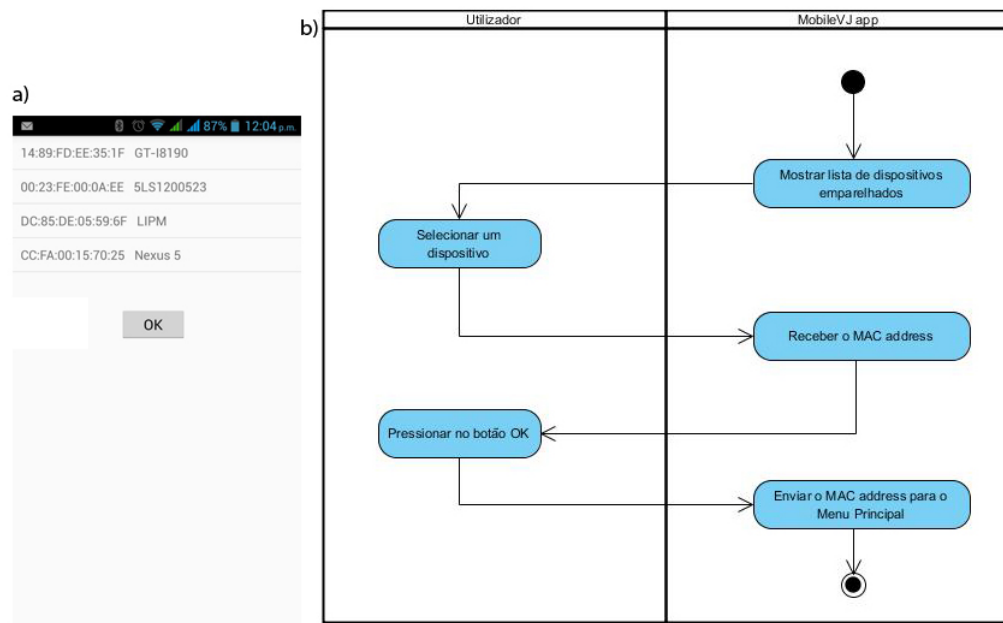 a)
87% 12:04 p.m.
14:89:FD:EE:35:1F GT-I8190
00:23:FE:00:0A:EE 5LS1200523
DC:85:DE:05:59:6F LIPM
CC:FA:00:15:70:25 Nexus 5
OK
b)
Utilizador
MobileVJ app
Mostrar lista de dispositivos
emparelhados
Selecionar um
dispositivo
Receber o MAC address
Pressionar no botão OK
Enviar o MAC address para o
Menu Principal